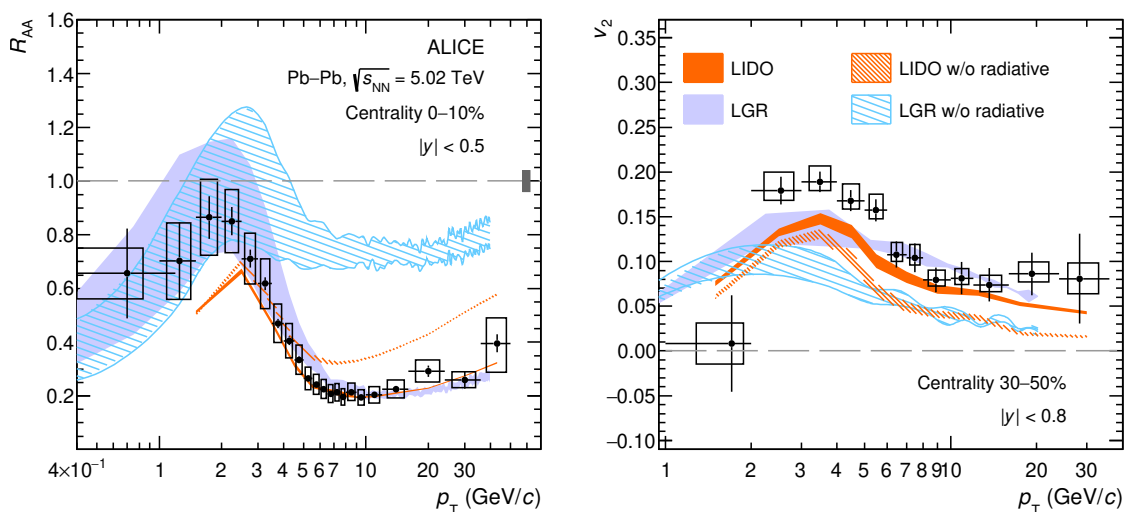 R_AA
1.6
1.4
1.2
1.0
0.8
0.6
0.4
0.2
ALICE
Pb–Pb, √s_NN = 5.02 TeV
Centrality 0–10%
|y| < 0.5
4×10⁻¹ 1 2 3 4 5 6 7 10 20 30
p_T (GeV/c)
v_2
0.35
0.30
0.25
0.20
0.15
0.10
0.05
0.00
−0.05
−0.10
LIDO
LIDO w/o radiative
LGR
LGR w/o radiative
Centrality 30–50%
|y| < 0.8
1 2 3 4 5 6 7 8 9 10 20 30
p_T (GeV/c)